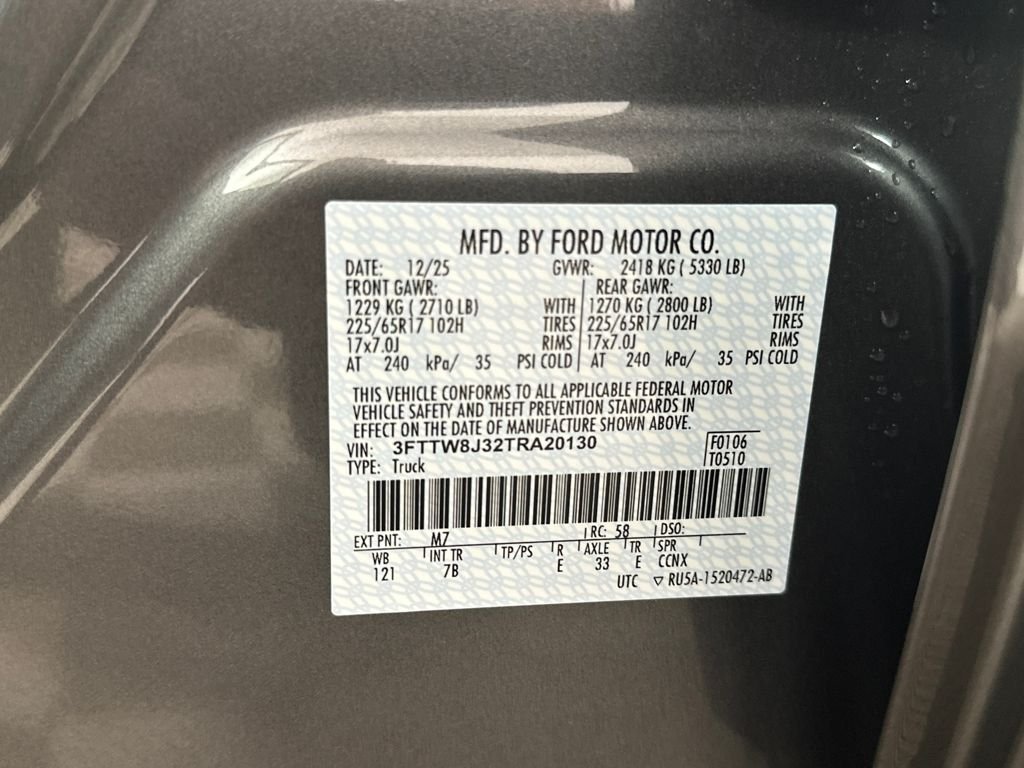 MFD. BY FORD MOTOR CO.
DATE: 12/25 GVWR: 2418 KG ( 5330 LB)
FRONT GAWR: REAR GAWR:
1229 KG ( 2710 LB) WITH 1270 KG ( 2800 LB) WITH
225/65R17 102H TIRES 225/65R17 102H TIRES
17x7.0J RIMS 17x7.0J RIMS
AT 240 kPa/ 35 PSI COLD AT 240 kPa/ 35 PSI COLD
THIS VEHICLE CONFORMS TO ALL APPLICABLE FEDERAL MOTOR
VEHICLE SAFETY AND THEFT PREVENTION STANDARDS IN
EFFECT ON THE DATE OF MANUFACTURE SHOWN ABOVE.
VIN: 3FTTW8J32TRA20130 F0106
TYPE: Truck T0510
EXT PNT: M7 RC: 58 DSO:
WB INT TR TP/PS R AXLE TR SPR
121 7B E 33 E CCNX
UTC ▽ RU5A-1520472-AB